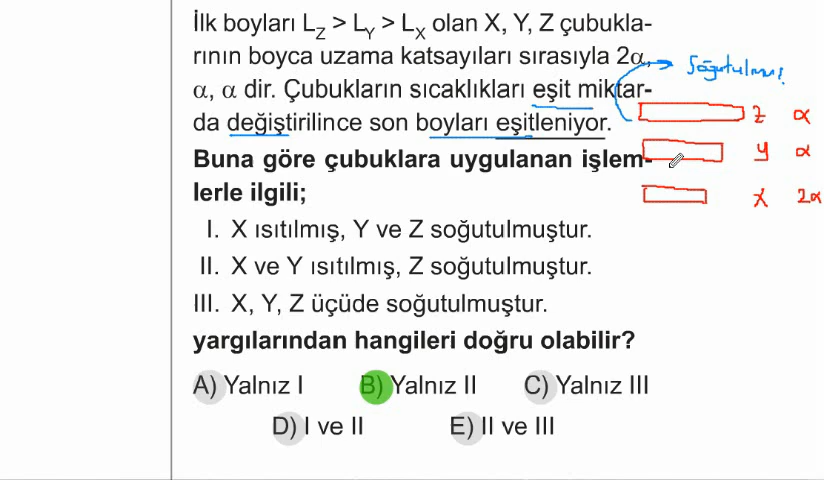 İlk boyları L_Z > L_Y > L_X olan X, Y, Z çubukla-
rının boyca uzama katsayıları sırasıyla 2α,
α, α dir. Çubukların sıcaklıkları eşit miktar-
da değiştirilince son boyları eşitleniyor.
Buna göre çubuklara uygulanan işlem-
lerle ilgili;
I. X ısıtılmış, Y ve Z soğutulmuştur.
II. X ve Y ısıtılmış, Z soğutulmuştur.
III. X, Y, Z üçüde soğutulmuştur.
yargılarından hangileri doğru olabilir?
A) Yalnız I B) Yalnız II C) Yalnız III
D) I ve II E) II ve III
Soğutulmuş
Z α
Y α
X 2α